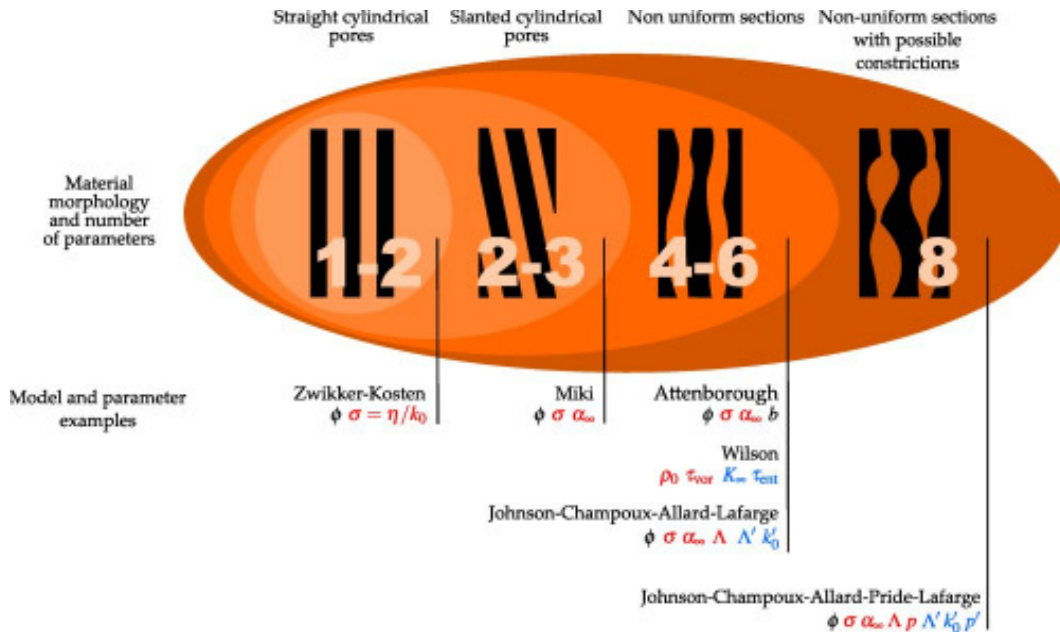 Straight cylindrical
pores
Slanted cylindrical
pores
Non uniform sections
Non-uniform sections
with possible
constrictions
Material
morphology
and number
of parameters
1-2
2-3
4-6
8
Model and parameter
examples
Zwikker-Kosten
ϕ σ = η/k₀
Miki
ϕ σ α∞
Attenborough
ϕ σ α∞ b
Wilson
ρ₀ τvor K∞ τent
Johnson-Champoux-Allard-Lafarge
ϕ σ α∞ Λ Λ′ k′₀
Johnson-Champoux-Allard-Pride-Lafarge
ϕ σ α∞ Λ p Λ′ k′₀ p′